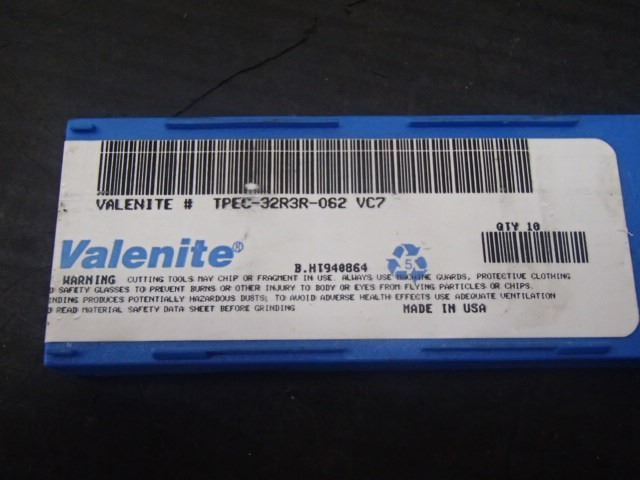 VALENITE # TPEC-32R3R-062 VC7
QTY 10
Valenite®
B.HT940864
5
WARNING CUTTING TOOLS MAY CHIP OR FRAGMENT IN USE. ALWAYS USE MACHINE GUARDS, PROTECTIVE CLOTHING
SAFETY GLASSES TO PREVENT BURNS OR OTHER INJURY TO BODY OR EYES FROM FLYING PARTICLES OR CHIPS.
NDING PRODUCES POTENTIALLY HAZARDOUS DUSTS; TO AVOID ADVERSE HEALTH EFFECTS USE ADEQUATE VENTILATION
READ MATERIAL SAFETY DATA SHEET BEFORE GRINDING
MADE IN USA